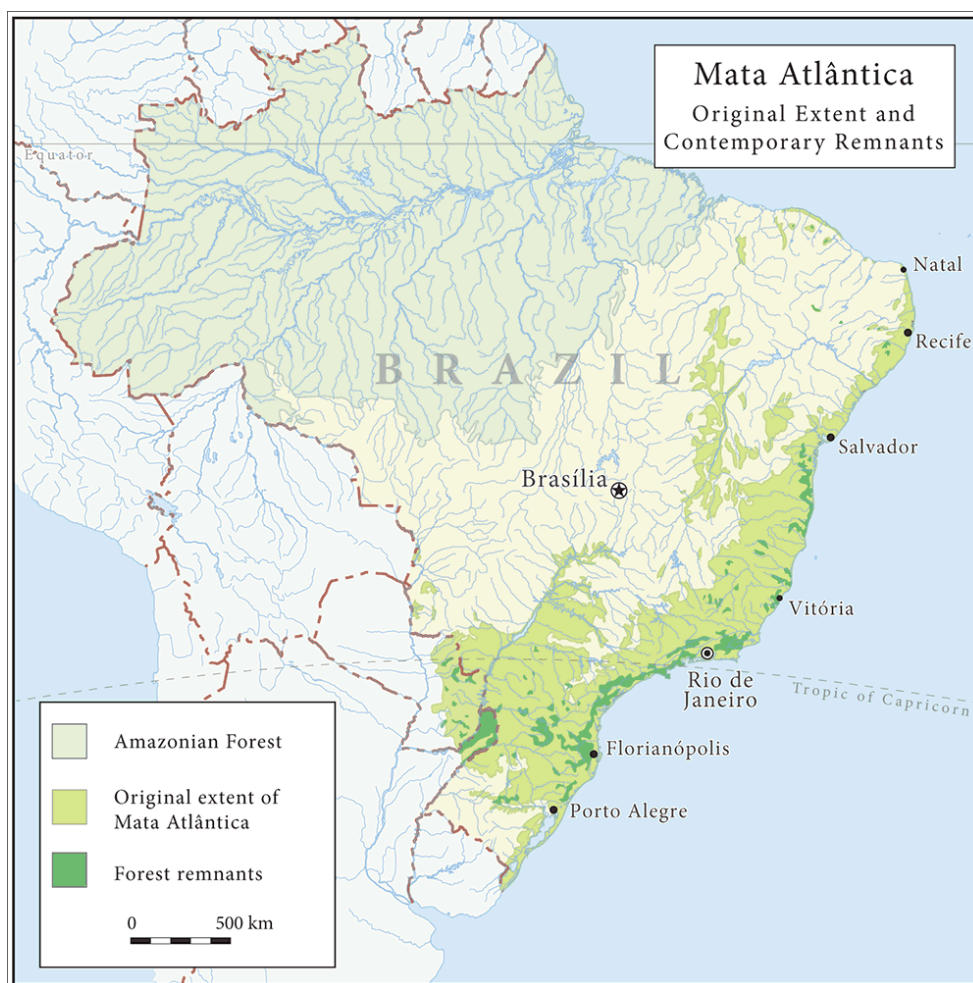 Mata Atlântica
Original Extent and
Contemporary Remnants
Equator
Natal
Recife
BRAZIL
Salvador
Brasília
Vitória
Rio de
Janeiro
Tropic of Capricorn
Florianópolis
Porto Alegre
Amazonian Forest
Original extent of
Mata Atlântica
Forest remnants
0 500 km